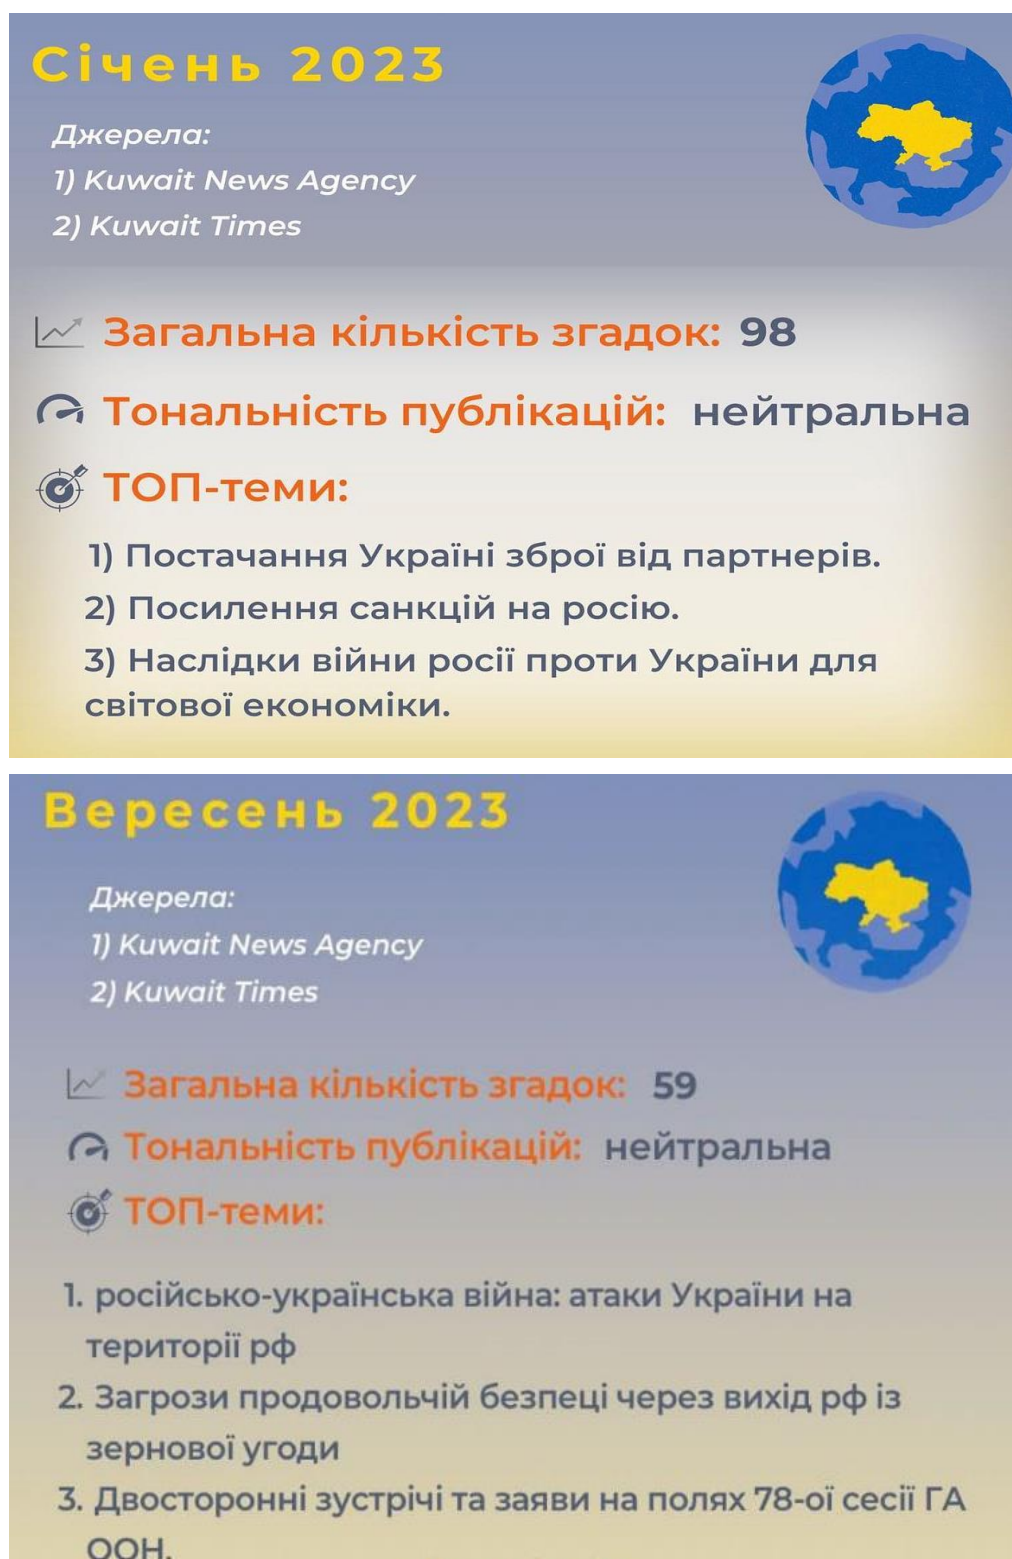 Січень 2023
Джерела:
1) Kuwait News Agency
2) Kuwait Times
Загальна кількість згадок: 98
Тональність публікацій: нейтральна
ТОП-теми:
1) Постачання Україні зброї від партнерів.
2) Посилення санкцій на росію.
3) Наслідки війни росії проти України для
світової економіки.
Вересень 2023
Джерела:
1) Kuwait News Agency
2) Kuwait Times
Загальна кількість згадок: 59
Тональність публікацій: нейтральна
ТОП-теми:
1. російсько-українська війна: атаки України на
території рф
2. Загрози продовольчій безпеці через вихід рф із
зернової угоди
3. Двосторонні зустрічі та заяви на полях 78-ої сесії ГА
ООН.